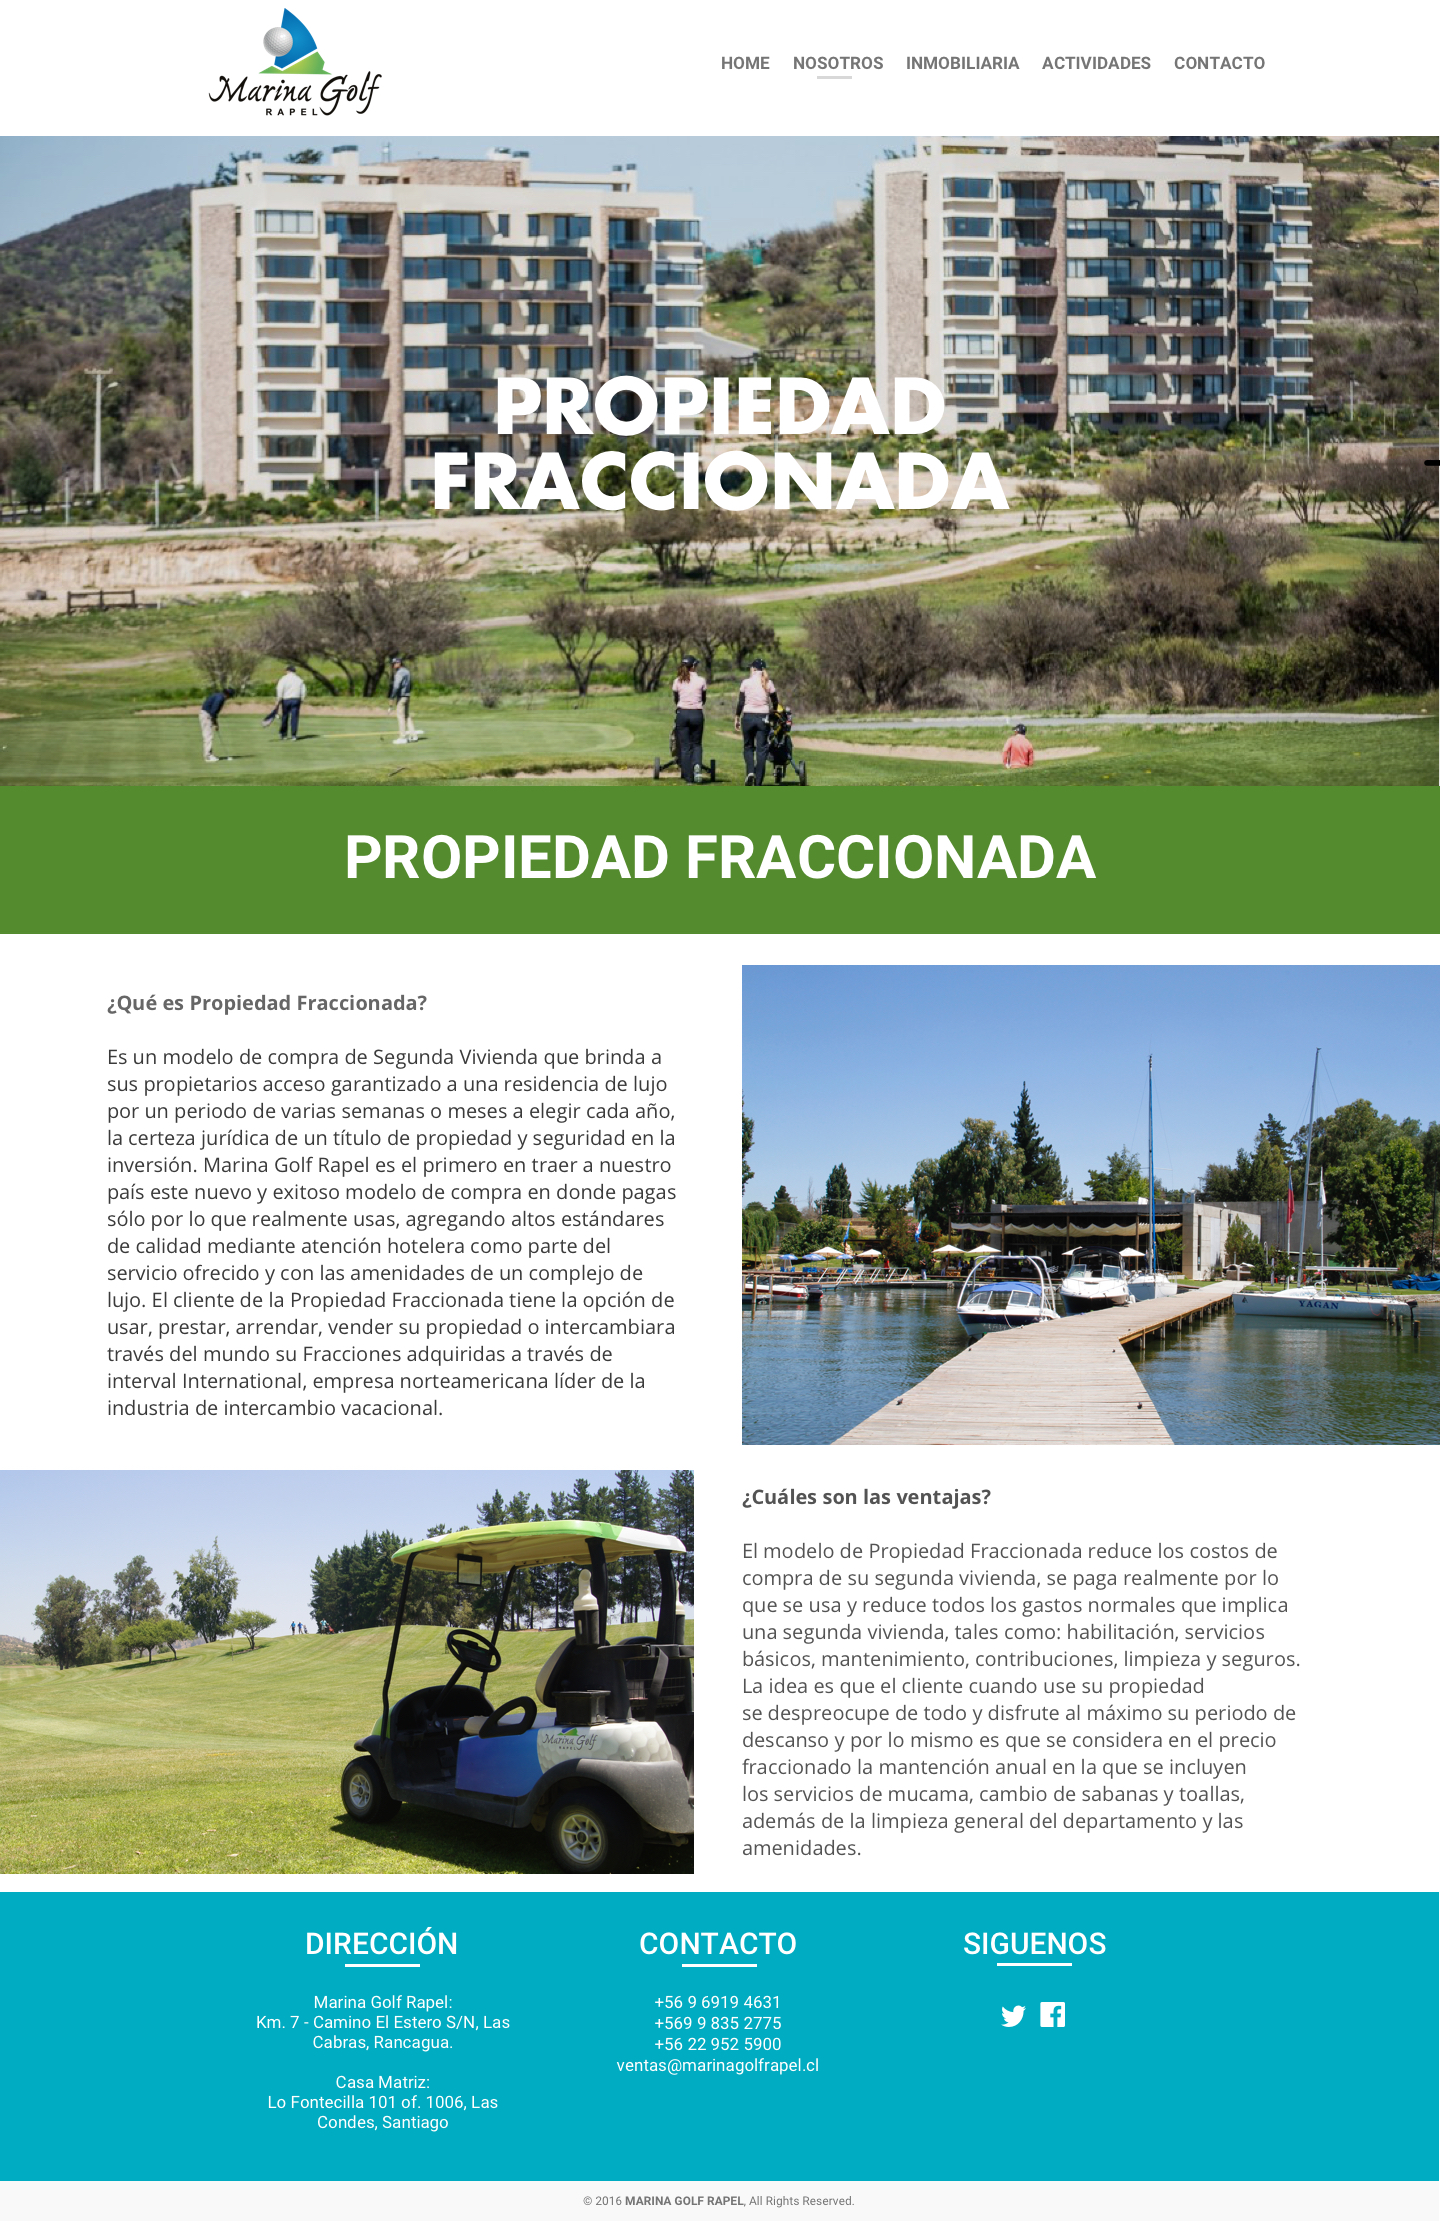 Marina Golf
RAPEL
HOME NOSOTROS INMOBILIARIA ACTIVIDADES CONTACTO
PROPIEDAD
FRACCIONADA
PROPIEDAD FRACCIONADA
¿Qué es Propiedad Fraccionada?
Es un modelo de compra de Segunda Vivienda que brinda a
sus propietarios acceso garantizado a una residencia de lujo
por un periodo de varias semanas o meses a elegir cada año,
la certeza jurídica de un título de propiedad y seguridad en la
inversión. Marina Golf Rapel es el primero en traer a nuestro
país este nuevo y exitoso modelo de compra en donde pagas
sólo por lo que realmente usas, agregando altos estándares
de calidad mediante atención hotelera como parte del
servicio ofrecido y con las amenidades de un complejo de
lujo. El cliente de la Propiedad Fraccionada tiene la opción de
usar, prestar, arrendar, vender su propiedad o intercambiara
través del mundo su Fracciones adquiridas a través de
interval International, empresa norteamericana líder de la
industria de intercambio vacacional.
YAGAN
Marina Golf
RAPEL
¿Cuáles son las ventajas?
El modelo de Propiedad Fraccionada reduce los costos de
compra de su segunda vivienda, se paga realmente por lo
que se usa y reduce todos los gastos normales que implica
una segunda vivienda, tales como: habilitación, servicios
básicos, mantenimiento, contribuciones, limpieza y seguros.
La idea es que el cliente cuando use su propiedad
se despreocupe de todo y disfrute al máximo su periodo de
descanso y por lo mismo es que se considera en el precio
fraccionado la mantención anual en la que se incluyen
los servicios de mucama, cambio de sabanas y toallas,
además de la limpieza general del departamento y las
amenidades.
DIRECCIÓN
Marina Golf Rapel:
Km. 7 - Camino El Estero S/N, Las
Cabras, Rancagua.
Casa Matriz:
Lo Fontecilla 101 of. 1006, Las
Condes, Santiago
CONTACTO
+56 9 6919 4631
+569 9 835 2775
+56 22 952 5900
ventas@marinagolfrapel.cl
SIGUENOS
© 2016 MARINA GOLF RAPEL, All Rights Reserved.